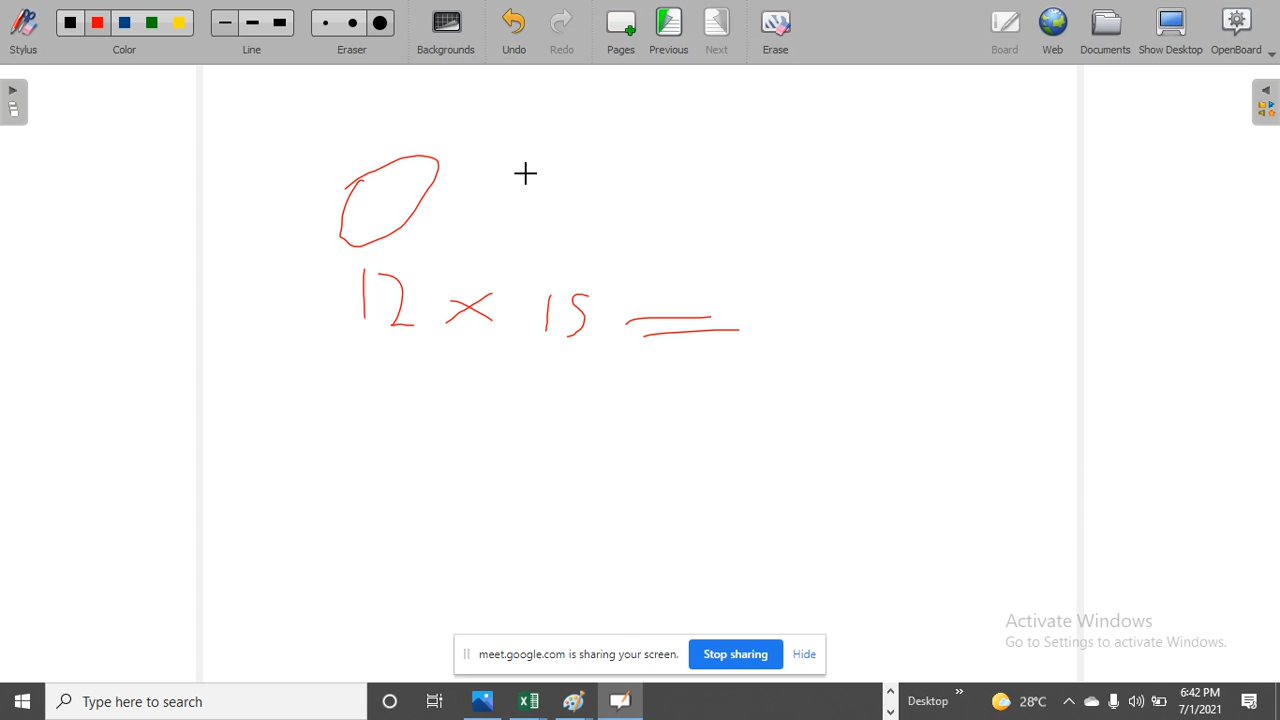 Stylus Color Line Eraser Backgrounds Undo Redo Pages Previous Next Erase Board Web Documents Show Desktop OpenBoard
12 × 15 =
Activate Windows
Go to Settings to activate Windows.
meet.google.com is sharing your screen. Stop sharing Hide
Type here to search Desktop 28°C 6:42 PM
7/1/2021